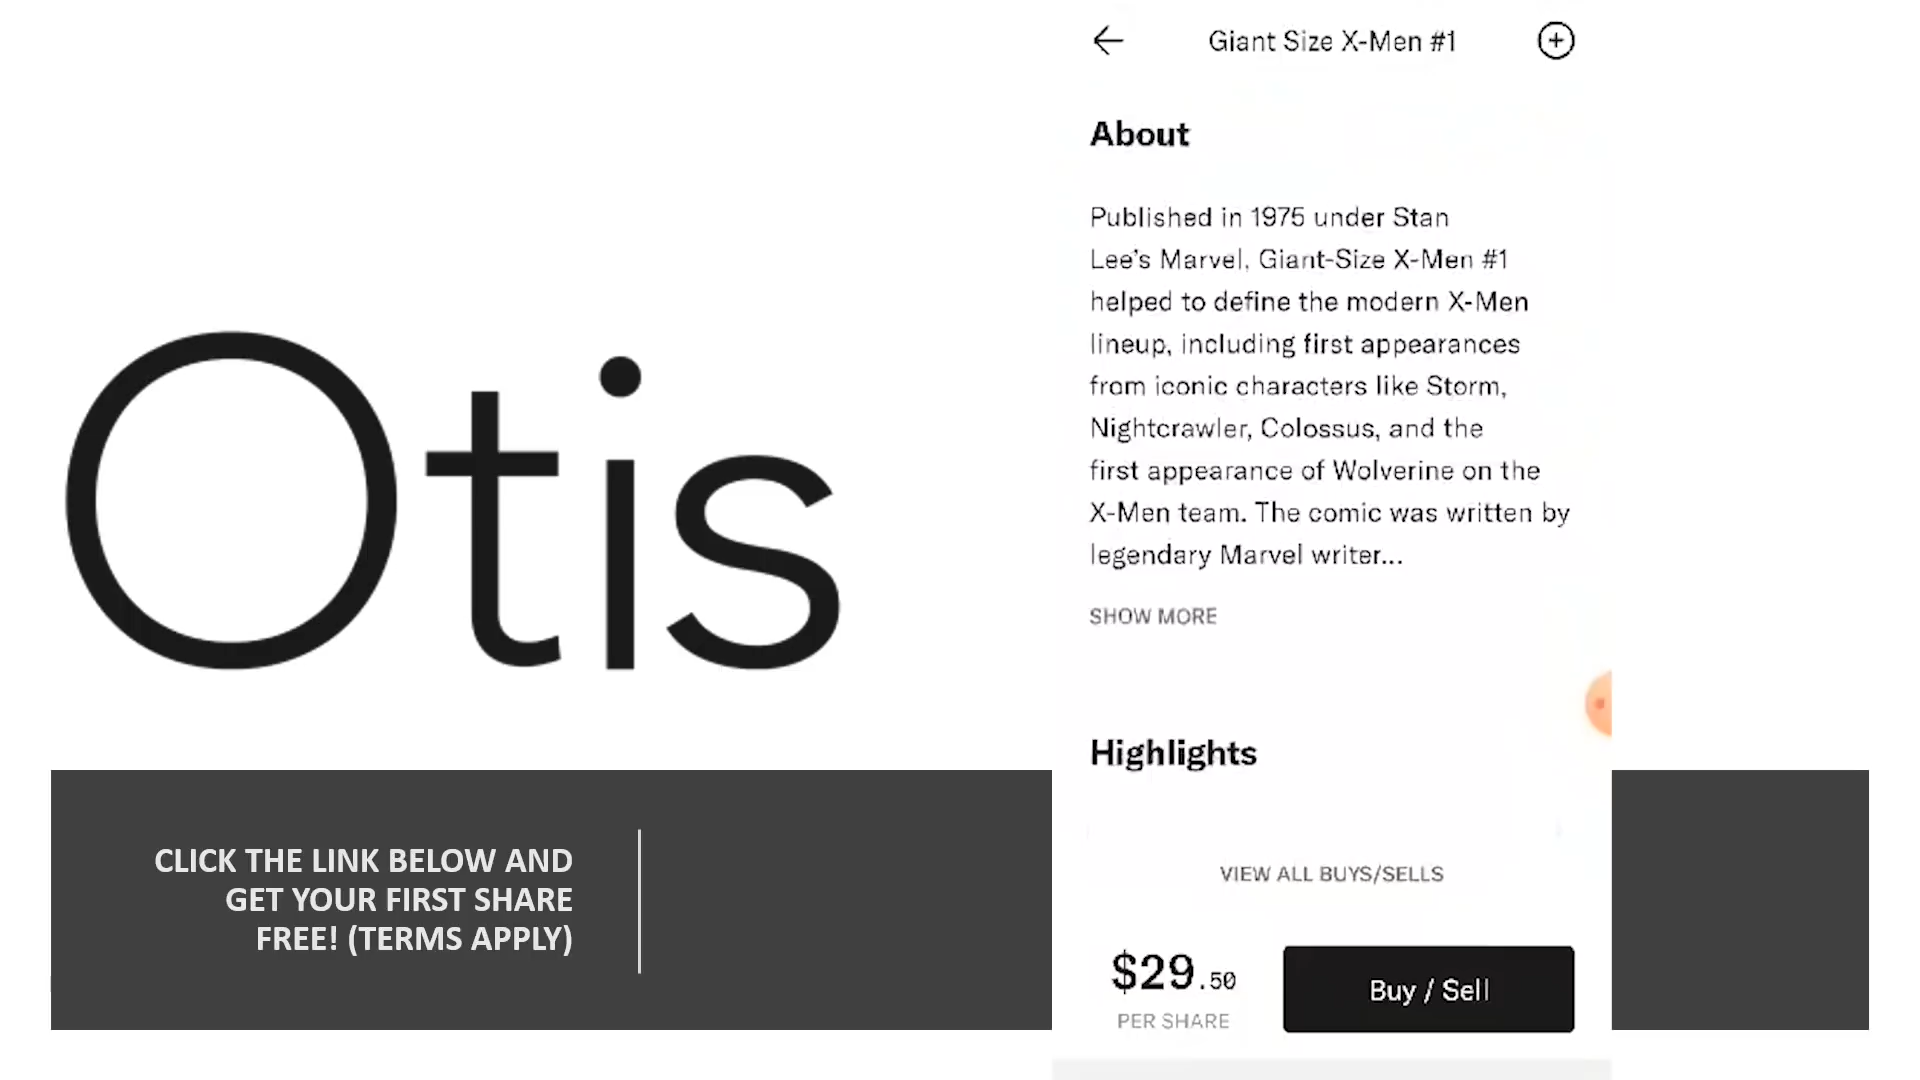 Otis
CLICK THE LINK BELOW AND
GET YOUR FIRST SHARE
FREE! (TERMS APPLY)
Giant Size X-Men #1
About
Published in 1975 under Stan
Lee's Marvel, Giant-Size X-Men #1
helped to define the modern X-Men
lineup, including first appearances
from iconic characters like Storm,
Nightcrawler, Colossus, and the
first appearance of Wolverine on the
X-Men team. The comic was written by
legendary Marvel writer...
SHOW MORE
Highlights
VIEW ALL BUYS/SELLS
$29.50
PER SHARE
Buy / Sell